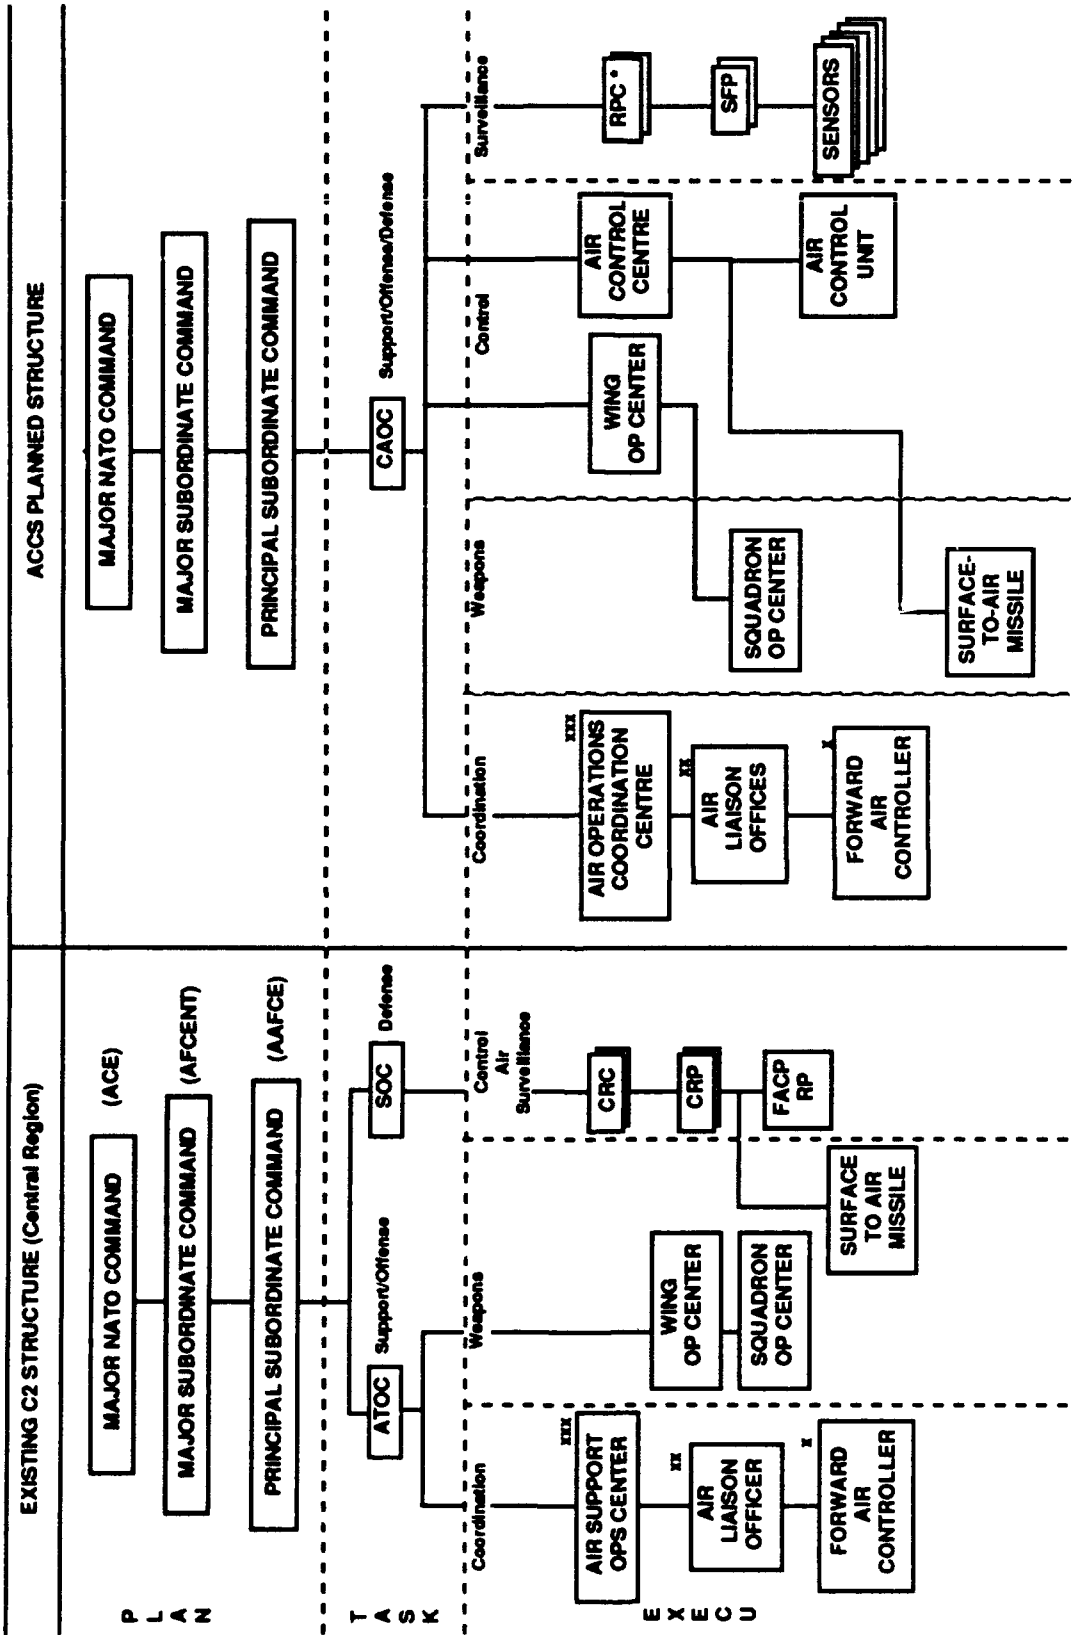 EXISTING C2 STRUCTURE (Central Region)
ACCS PLANNED STRUCTURE
P
L
A
N
MAJOR NATO COMMAND
(ACE)
MAJOR SUBORDINATE COMMAND
(AFCENT)
PRINCIPAL SUBORDINATE COMMAND
(AAFCE)
MAJOR NATO COMMAND
MAJOR SUBORDINATE COMMAND
PRINCIPAL SUBORDINATE COMMAND
T
A
S
K
ATOC
Support/Offense
SOC
Defense
CAOC
Support/Offense/Defense
E
X
E
C
U
Coordination
XXX
AIR SUPPORT
OPS CENTER
XX
AIR
LIAISON
OFFICER
X
FORWARD
AIR
CONTROLLER
Weapons
WING
OP CENTER
SQUADRON
OP CENTER
SURFACE
TO AIR
MISSILE
Control
Air
Surveillance
CRC
CRP
FACP
RP
Coordination
XXX
AIR OPERATIONS
COORDINATION
CENTRE
XX
AIR
LIAISON
OFFICES
X
FORWARD
AIR
CONTROLLER
Weapons
SQUADRON
OP CENTER
SURFACE-
TO-AIR
MISSILE
Control
WING
OP CENTER
AIR
CONTROL
CENTRE
AIR
CONTROL
UNIT
Surveillance
RPC *
SFP
SENSORS